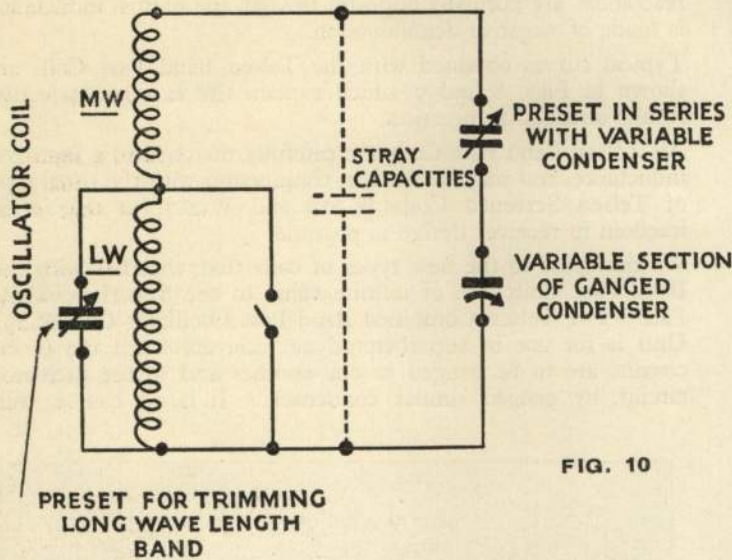 MW
OSCILLATOR COIL
LW
STRAY
CAPACITIES
PRESET IN SERIES
WITH VARIABLE
CONDENSER
VARIABLE SECTION
OF GANGED
CONDENSER
FIG. 10
PRESET FOR TRIMMING
LONG WAVE LENGTH
BAND